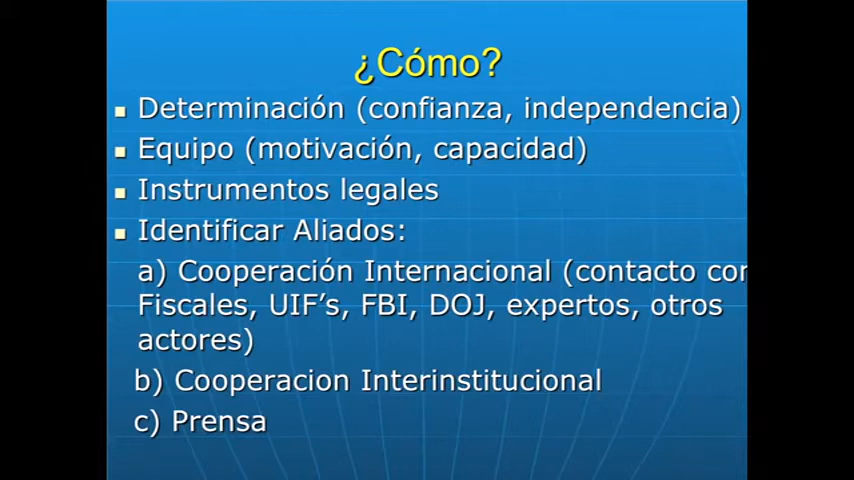 ¿Cómo?
Determinación (confianza, independencia)
Equipo (motivación, capacidad)
Instrumentos legales
Identificar Aliados:
a) Cooperación Internacional (contacto con
Fiscales, UIF’s, FBI, DOJ, expertos, otros
actores)
b) Cooperacion Interinstitucional
c) Prensa